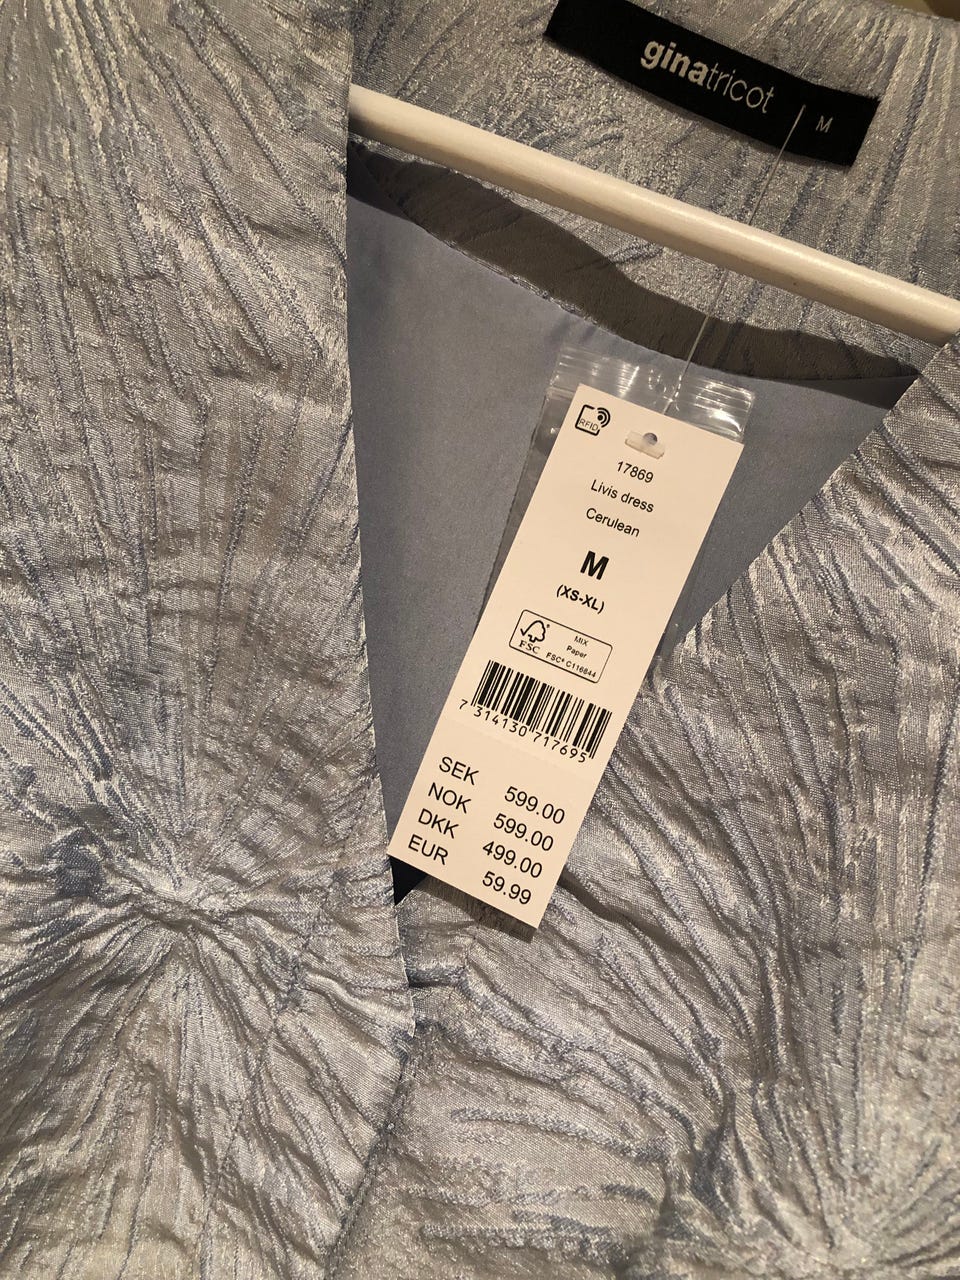 ginatricot M
RFID
17869
Livis dress
Cerulean
M
(XS-XL)
FSC®
MIX
Paper
FSC® C116844
7 314130 717695
SEK 599.00
NOK 599.00
DKK 499.00
EUR 59.99